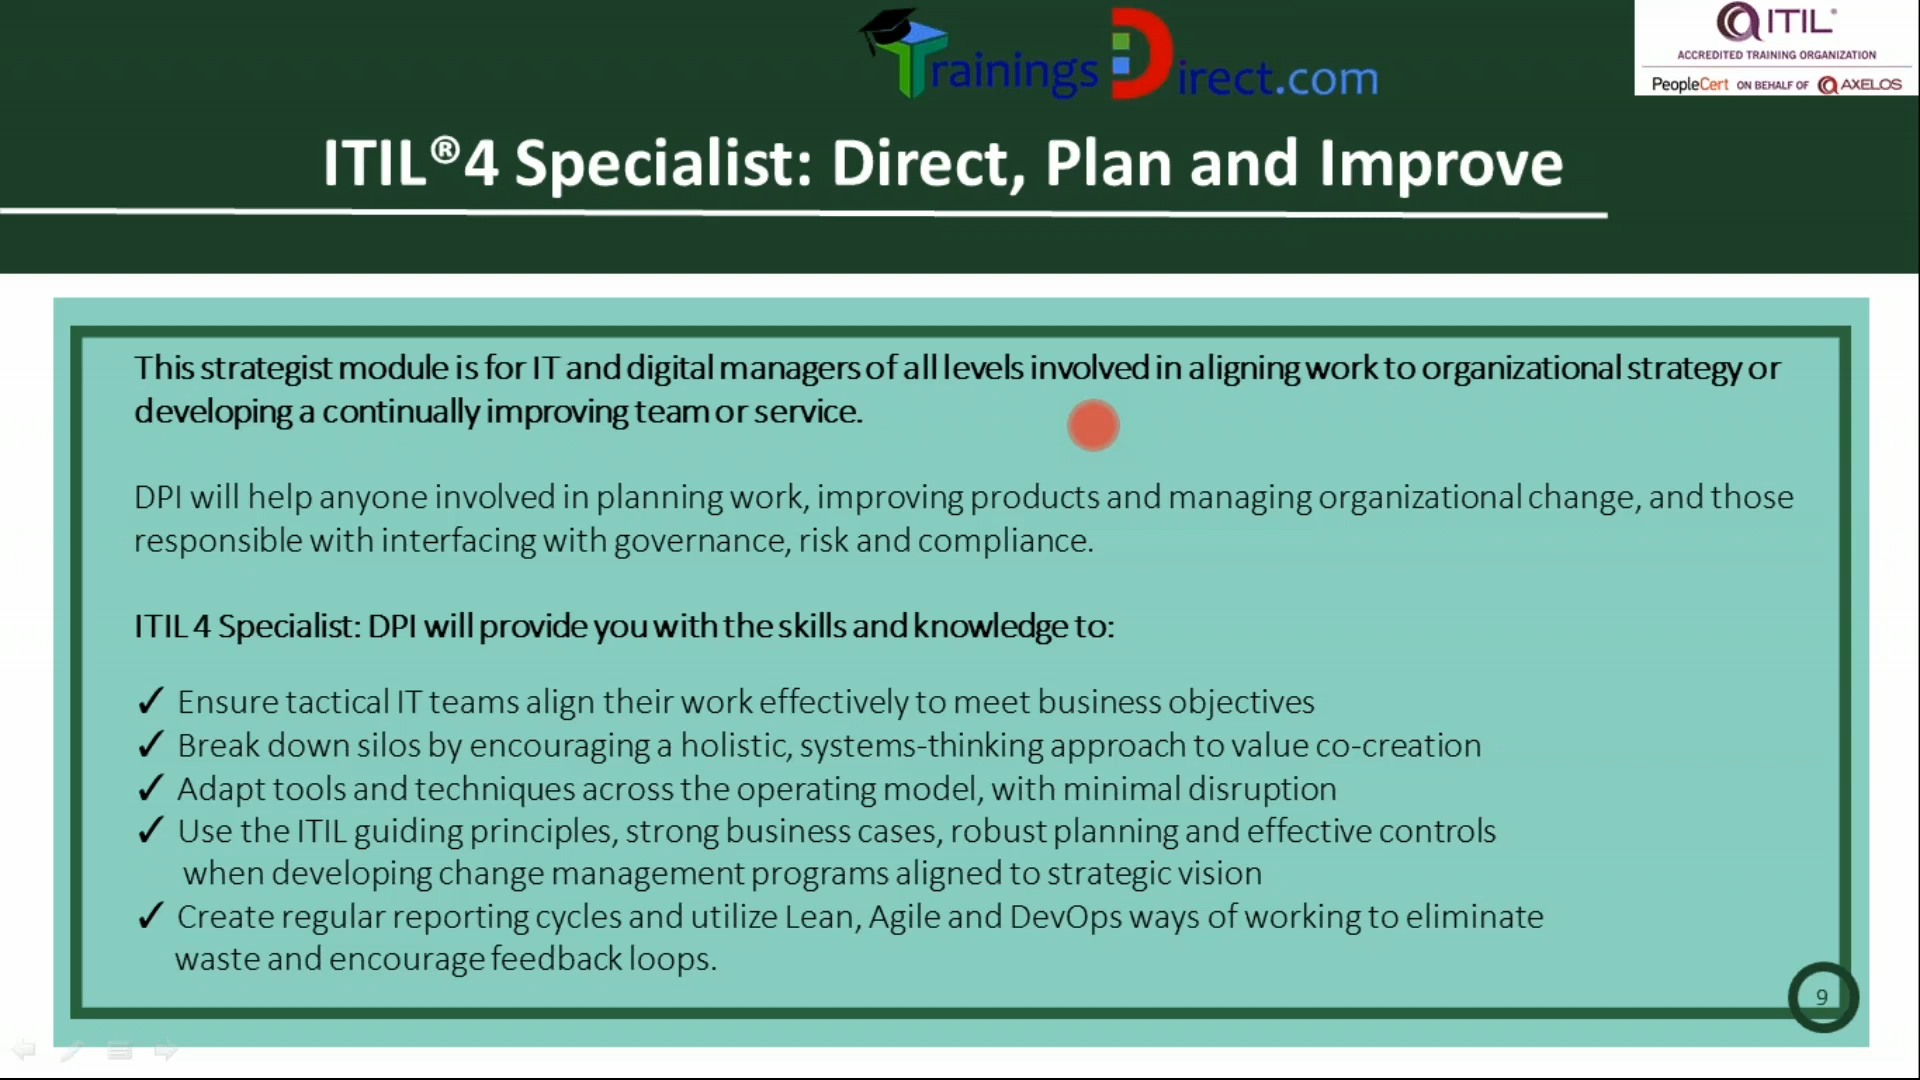 TrainingsDirect.com
ITIL®
ACCREDITED TRAINING ORGANIZATION
PeopleCert ON BEHALF OF AXELOS
ITIL®4 Specialist: Direct, Plan and Improve
This strategist module is for IT and digital managers of all levels involved in aligning work to organizational strategy or
developing a continually improving team or service.
DPI will help anyone involved in planning work, improving products and managing organizational change, and those
responsible with interfacing with governance, risk and compliance.
ITIL 4 Specialist: DPI will provide you with the skills and knowledge to:
✓ Ensure tactical IT teams align their work effectively to meet business objectives
✓ Break down silos by encouraging a holistic, systems-thinking approach to value co-creation
✓ Adapt tools and techniques across the operating model, with minimal disruption
✓ Use the ITIL guiding principles, strong business cases, robust planning and effective controls
when developing change management programs aligned to strategic vision
✓ Create regular reporting cycles and utilize Lean, Agile and DevOps ways of working to eliminate
waste and encourage feedback loops.
9